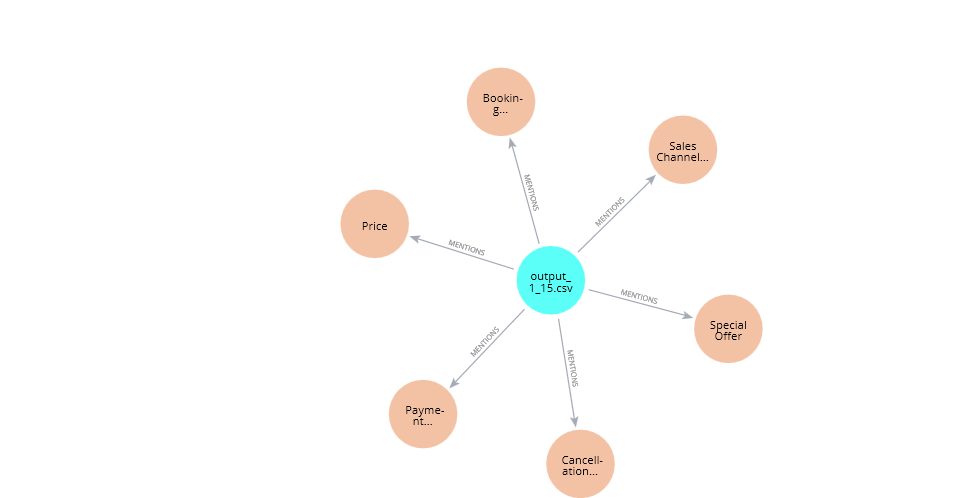 Bookin-
g...
Sales
Channel...
MENTIONS
MENTIONS
Price
MENTIONS
output_
1_15.csv
MENTIONS
Special
Offer
MENTIONS
MENTIONS
Payme-
nt...
Cancell-
ation...